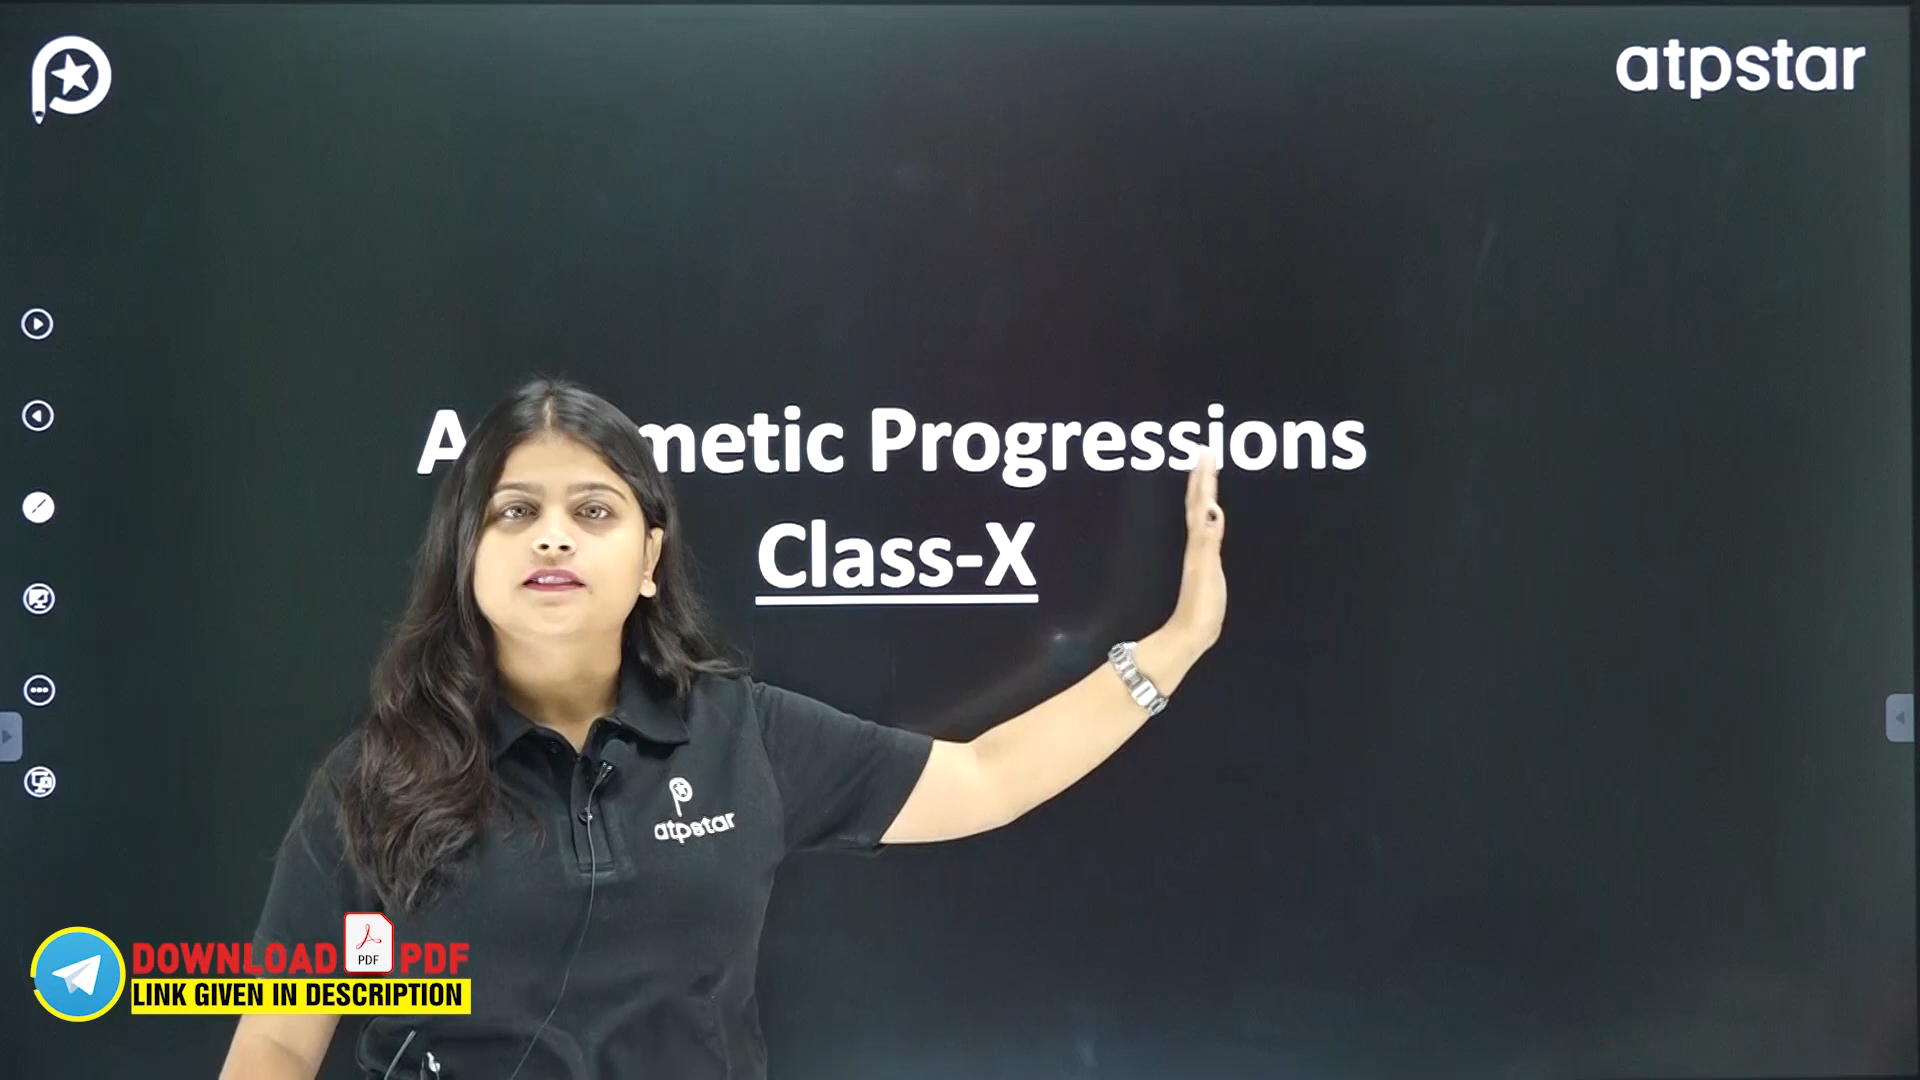 atpstar
metic Progressions
Class-X
atpstar
DOWNLOAD PDF
PDF
LINK GIVEN IN DESCRIPTION